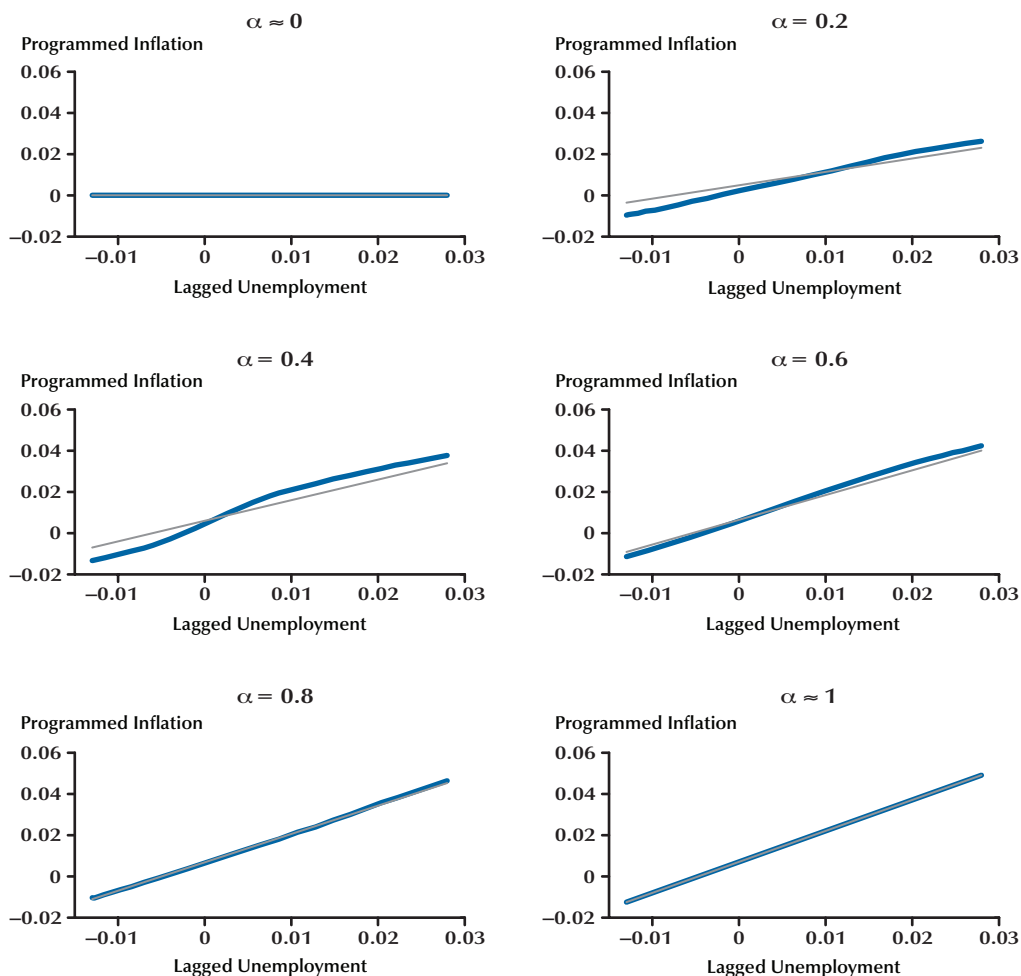 α ≈ 0
Programmed Inflation
0.06
0.04
0.02
0
−0.02
−0.01 0 0.01 0.02 0.03
Lagged Unemployment
α = 0.2
Programmed Inflation
0.06
0.04
0.02
0
−0.02
−0.01 0 0.01 0.02 0.03
Lagged Unemployment
α = 0.4
Programmed Inflation
0.06
0.04
0.02
0
−0.02
−0.01 0 0.01 0.02 0.03
Lagged Unemployment
α = 0.6
Programmed Inflation
0.06
0.04
0.02
0
−0.02
−0.01 0 0.01 0.02 0.03
Lagged Unemployment
α = 0.8
Programmed Inflation
0.06
0.04
0.02
0
−0.02
−0.01 0 0.01 0.02 0.03
Lagged Unemployment
α ≈ 1
Programmed Inflation
0.06
0.04
0.02
0
−0.02
−0.01 0 0.01 0.02 0.03
Lagged Unemployment